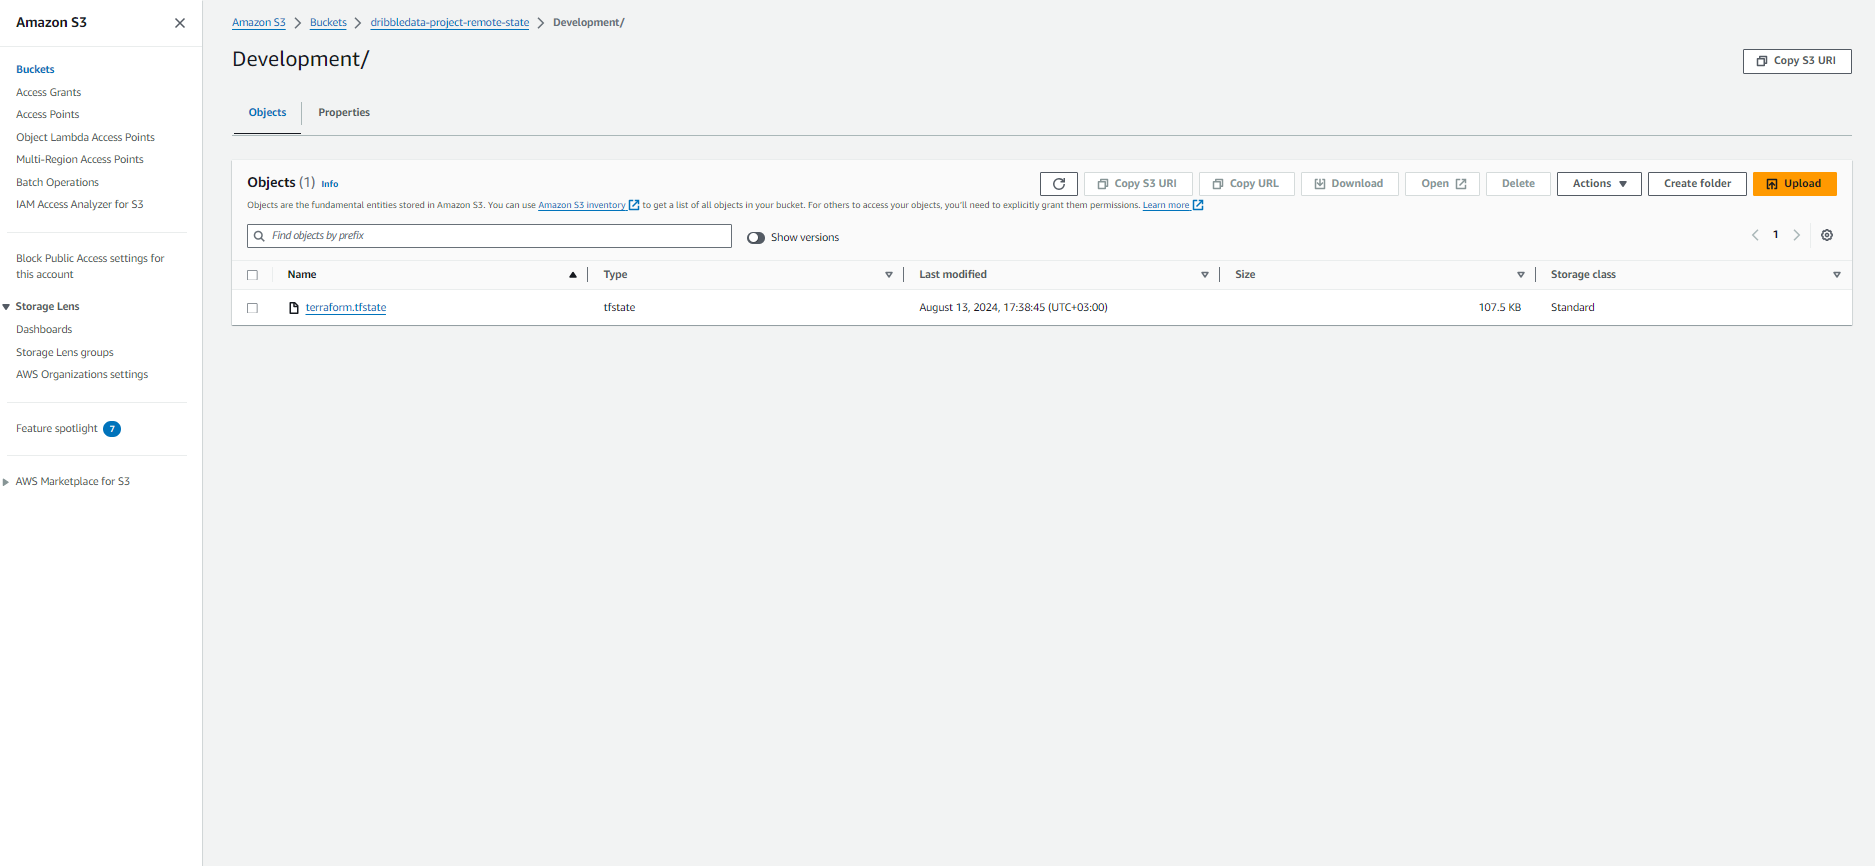 Amazon S3
Buckets
Access Grants
Access Points
Object Lambda Access Points
Multi-Region Access Points
Batch Operations
IAM Access Analyzer for S3
Block Public Access settings for
this account
Storage Lens
Dashboards
Storage Lens groups
AWS Organizations settings
Feature spotlight 7
AWS Marketplace for S3
Amazon S3 Buckets dribbledata-project-remote-state Development/
Development/
Copy S3 URI
Objects Properties
Objects (1) Info
Copy S3 URI Copy URL Download Open Delete Actions Create folder Upload
Objects are the fundamental entities stored in Amazon S3. You can use Amazon S3 inventory to get a list of all objects in your bucket. For others to access your objects, you'll need to explicitly grant them permissions. Learn more
Find objects by prefix Show versions 1
Name Type Last modified Size Storage class
terraform.tfstate tfstate August 13, 2024, 17:38:45 (UTC+03:00) 107.5 KB Standard